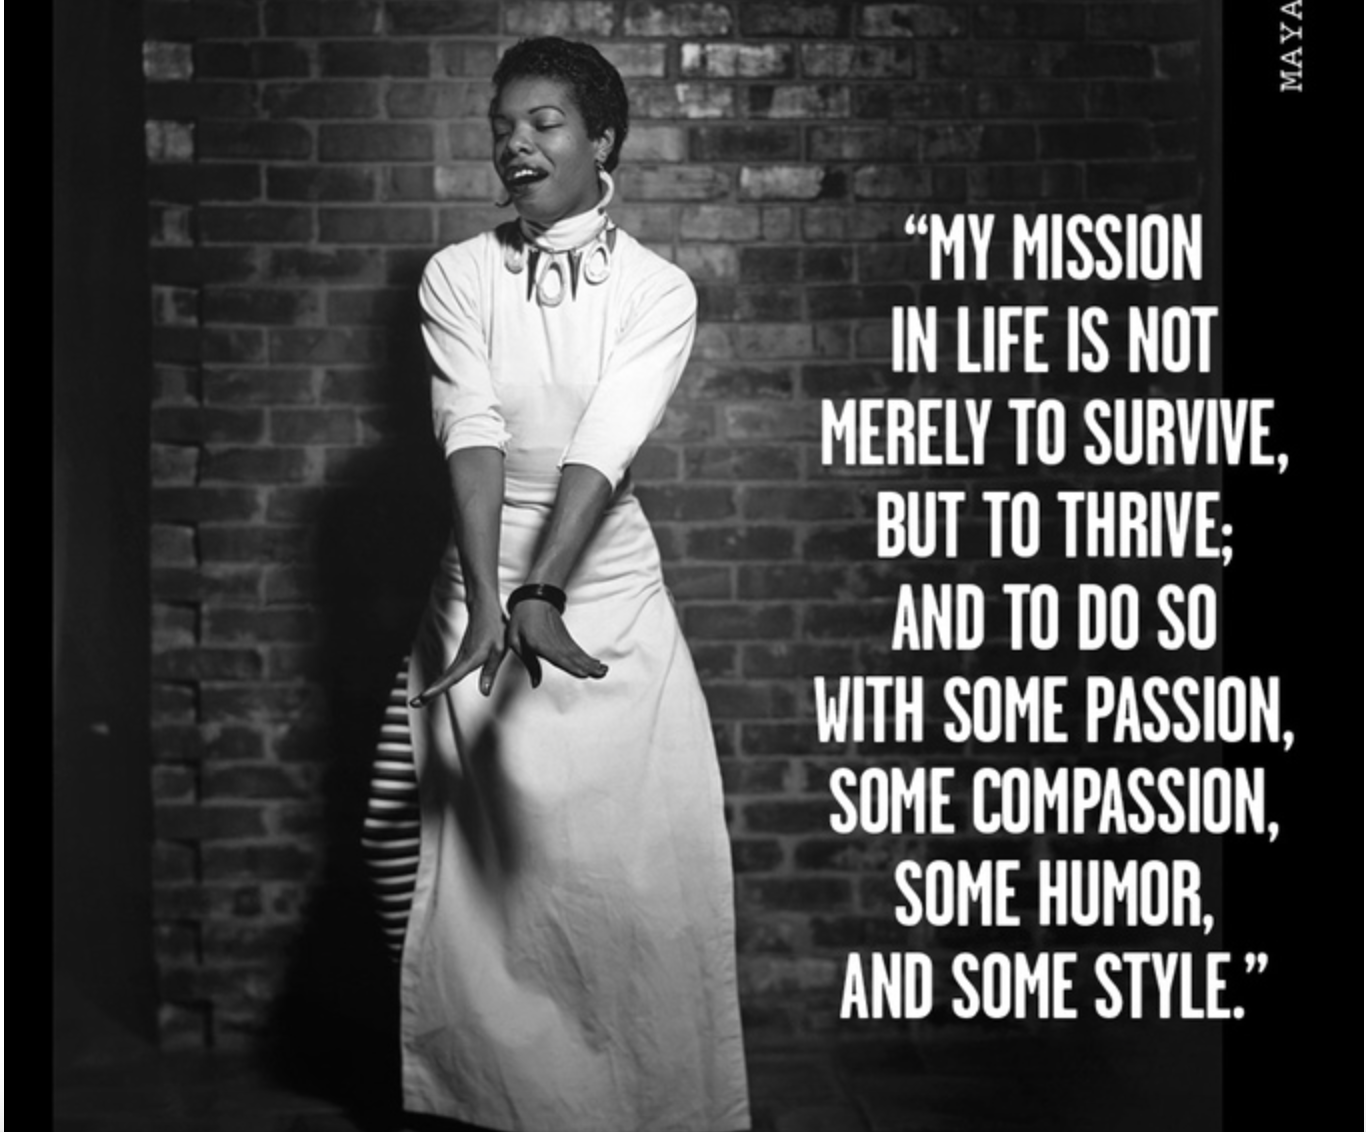 MAYA
“MY MISSION
IN LIFE IS NOT
MERELY TO SURVIVE,
BUT TO THRIVE;
AND TO DO SO
WITH SOME PASSION,
SOME COMPASSION,
SOME HUMOR,
AND SOME STYLE.”